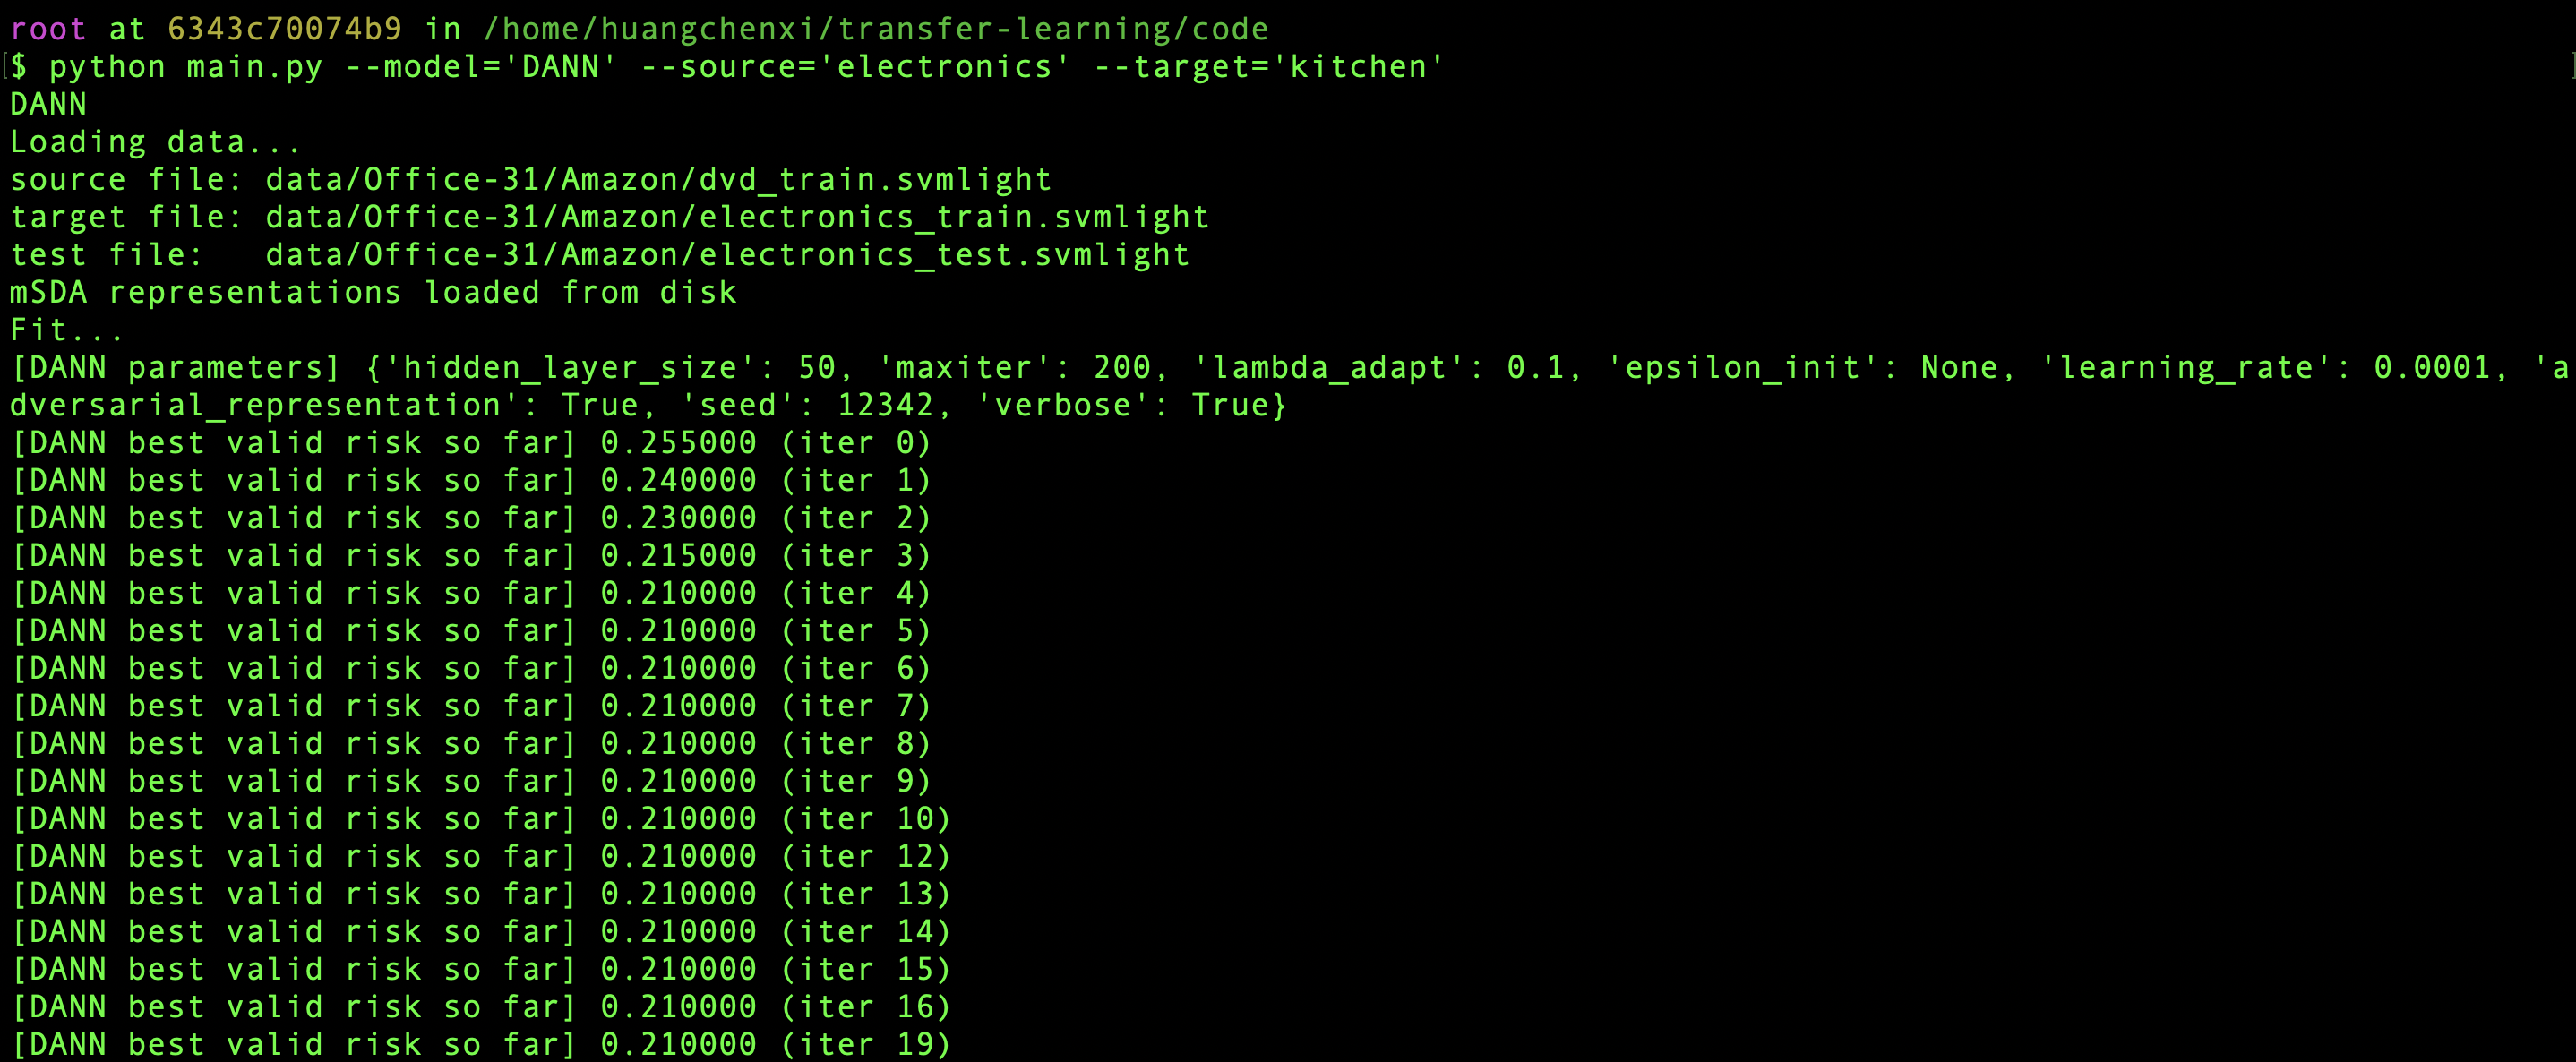 root at 6343c70074b9 in /home/huangchenxi/transfer-learning/code
[$ python main.py --model='DANN' --source='electronics' --target='kitchen' ]
DANN
Loading data...
source file: data/Office-31/Amazon/dvd_train.svmlight
target file: data/Office-31/Amazon/electronics_train.svmlight
test file:   data/Office-31/Amazon/electronics_test.svmlight
mSDA representations loaded from disk
Fit...
[DANN parameters] {'hidden_layer_size': 50, 'maxiter': 200, 'lambda_adapt': 0.1, 'epsilon_init': None, 'learning_rate': 0.0001, 'a
dversarial_representation': True, 'seed': 12342, 'verbose': True}
[DANN best valid risk so far] 0.255000 (iter 0)
[DANN best valid risk so far] 0.240000 (iter 1)
[DANN best valid risk so far] 0.230000 (iter 2)
[DANN best valid risk so far] 0.215000 (iter 3)
[DANN best valid risk so far] 0.210000 (iter 4)
[DANN best valid risk so far] 0.210000 (iter 5)
[DANN best valid risk so far] 0.210000 (iter 6)
[DANN best valid risk so far] 0.210000 (iter 7)
[DANN best valid risk so far] 0.210000 (iter 8)
[DANN best valid risk so far] 0.210000 (iter 9)
[DANN best valid risk so far] 0.210000 (iter 10)
[DANN best valid risk so far] 0.210000 (iter 12)
[DANN best valid risk so far] 0.210000 (iter 13)
[DANN best valid risk so far] 0.210000 (iter 14)
[DANN best valid risk so far] 0.210000 (iter 15)
[DANN best valid risk so far] 0.210000 (iter 16)
[DANN best valid risk so far] 0.210000 (iter 19)